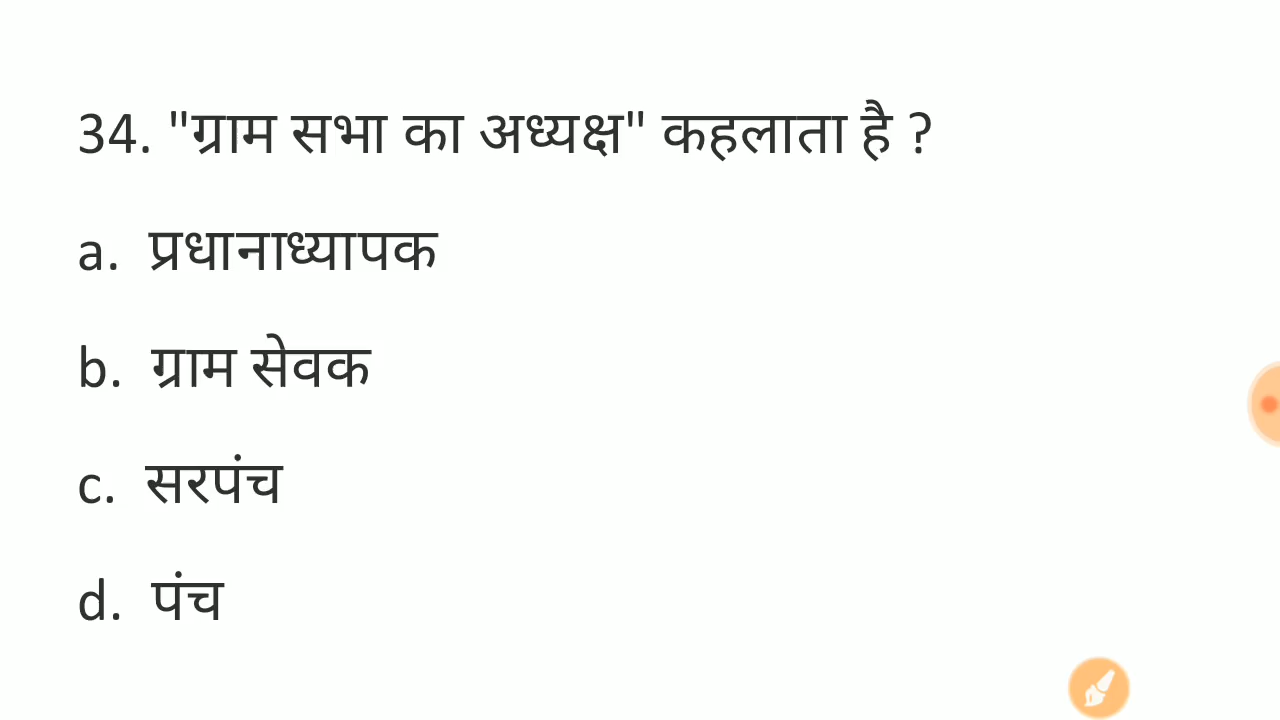 34. "ग्राम सभा का अध्यक्ष" कहलाता है ?
a. प्रधानाध्यापक
b. ग्राम सेवक
c. सरपंच
d. पंच